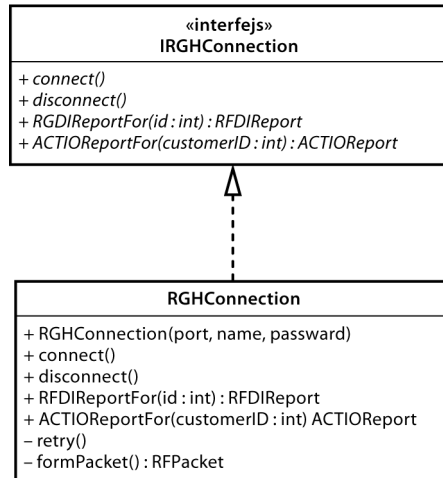 «interfejs»
IRGHConnection
+ connect()
+ disconnect()
+ RGDIReportFor(id : int) : RFDIReport
+ ACTIOReportFor(customerID : int) : ACTIOReport
RGHConnection
+ RGHConnection(port, name, passward)
+ connect()
+ disconnect()
+ RFDIReportFor(id : int) : RFDIReport
+ ACTIOReportFor(customerID : int) ACTIOReport
– retry()
– formPacket() : RFPacket